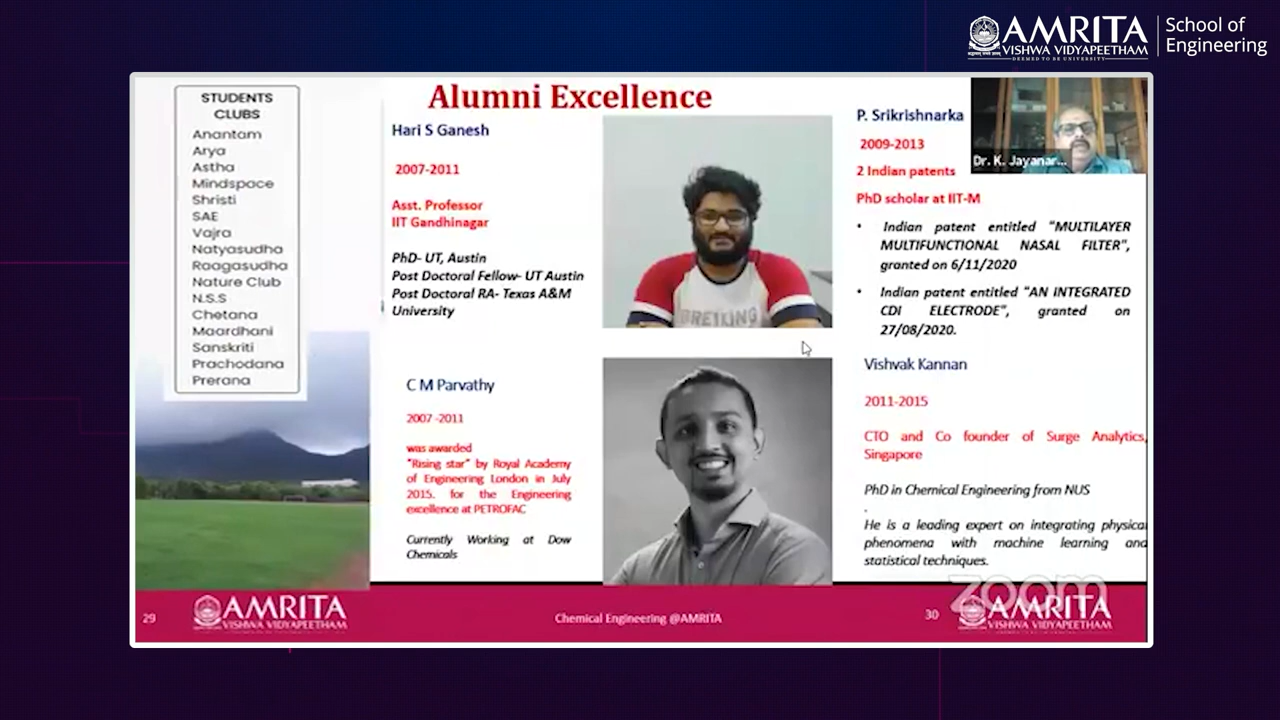 AMRITA
VISHWA VIDYAPEETHAM
DEEMED TO BE UNIVERSITY
School of
Engineering
STUDENTS
CLUBS
Anantam
Arya
Astha
Mindspace
Shristi
SAE
Vajra
Natyasudha
Raagasudha
Nature Club
N.S.S
Chetana
Maardhani
Sanskriti
Prachodana
Prerana
Alumni Excellence
Hari S Ganesh
2007-2011
Asst. Professor
IIT Gandhinagar
PhD- UT, Austin
Post Doctoral Fellow- UT Austin
Post Doctoral RA- Texas A&M
University
C M Parvathy
2007 -2011
was awarded
"Rising star" by Royal Academy
of Engineering London in July
2015. for the Engineering
excellence at PETROFAC
Currently Working at Dow
Chemicals
P. Srikrishnarka
2009-2013
2 Indian patents
PhD scholar at IIT-M
• Indian patent entitled "MULTILAYER
MULTIFUNCTIONAL NASAL FILTER",
granted on 6/11/2020
• Indian patent entitled "AN INTEGRATED
CDI ELECTRODE", granted on
27/08/2020.
Dr. K. Jayanar...
Vishvak Kannan
2011-2015
CTO and Co founder of Surge Analytics,
Singapore
PhD in Chemical Engineering from NUS
.
He is a leading expert on integrating physical
phenomena with machine learning and
statistical techniques.
zoom
29
AMRITA
VISHWA VIDYAPEETHAM
Chemical Engineering @AMRITA
30
AMRITA
VISHWA VIDYAPEETHAM